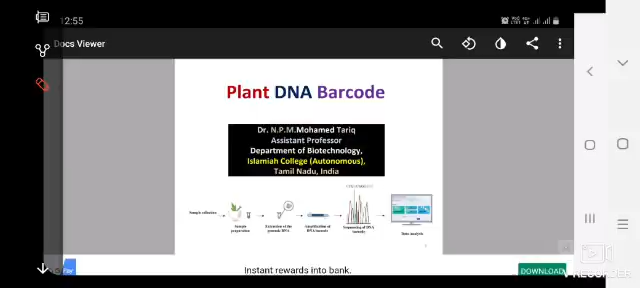 12:55
Docs Viewer
Plant DNA Barcode
Dr. N.P.M.Mohamed Tariq
Assistant Professor
Department of Biotechnology,
Islamiah College (Autonomous),
Tamil Nadu, India
Sample collection
Sample preparation
Extraction of the genomic DNA
Amplification of DNA barcode
Sequencing of DNA barcode
Data analysis
Instant rewards into bank.
DOWNLOAD
V RECORDER